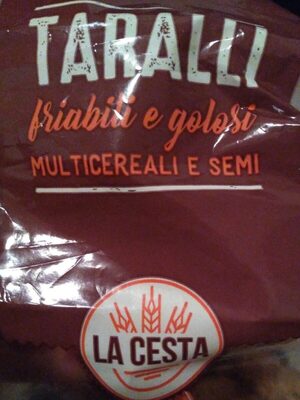 TARALLI
friabili e golosi
MULTICEREALI E SEMI
LA CESTA